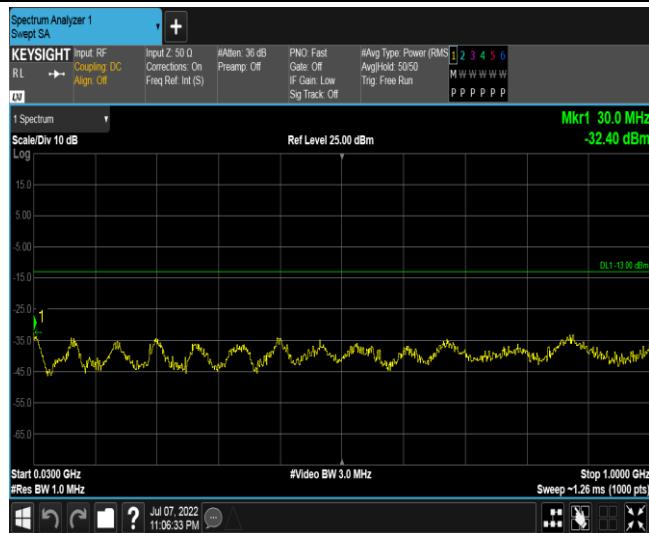 Spectrum Analyzer 1
Swept SA
+
KEYSIGHT
RL
Input: RF
Coupling: DC
Align: Off
Input Z: 50 Ω
Corrections: On
Freq Ref: Int (S)
#Atten: 36 dB
Preamp: Off
PNO: Fast
Gate: Off
IF Gain: Low
Sig Track: Off
#Avg Type: Power (RMS
Avg|Hold: 50/50
Trig: Free Run
1 2 3 4 5 6
M W W W W W
P P P P P P
1 Spectrum
Mkr1 30.0 MHz
-32.40 dBm
Scale/Div 10 dB
Ref Level 25.00 dBm
Log
15.0
5.00
-5.00
DL1 -13.00 dBm
-15.0
-25.0
1
-35.0
-45.0
-55.0
-65.0
Start 0.0300 GHz
#Video BW 3.0 MHz
Stop 1.0000 GHz
#Res BW 1.0 MHz
Sweep ~1.26 ms (1000 pts)
?
Jul 07, 2022
11:06:33 PM